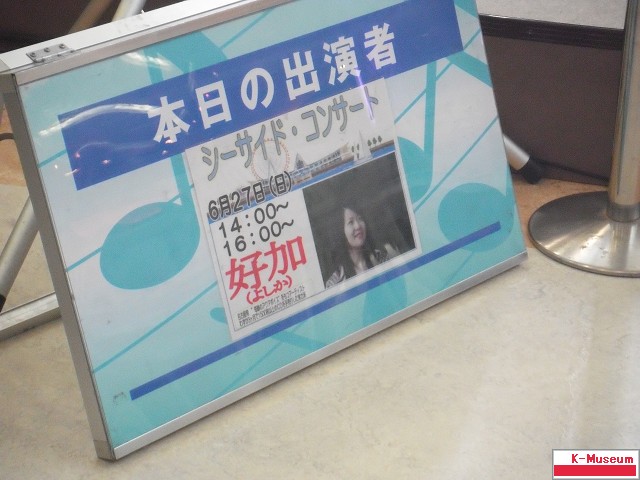 本日の出演者
シーサイド・コンサート
6月27日(日)
14:00〜
16:00〜
好加
(よしか)
K-Museum